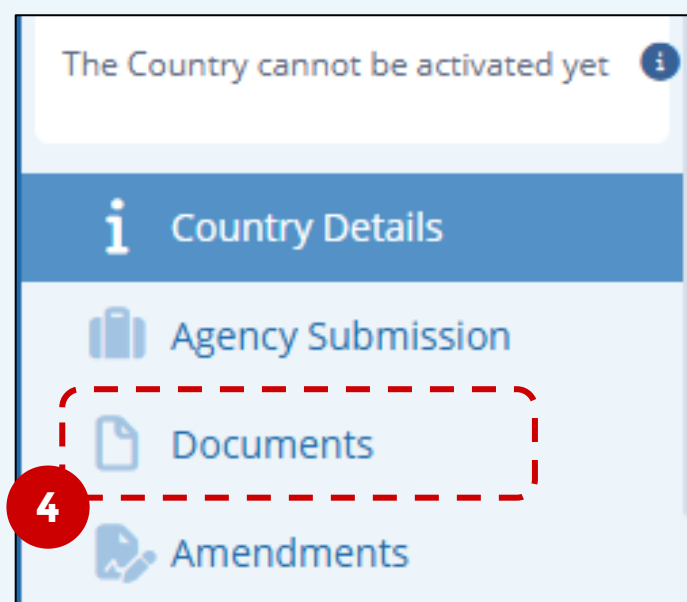 The Country cannot be activated yet
Country Details
Agency Submission
Documents
4
Amendments